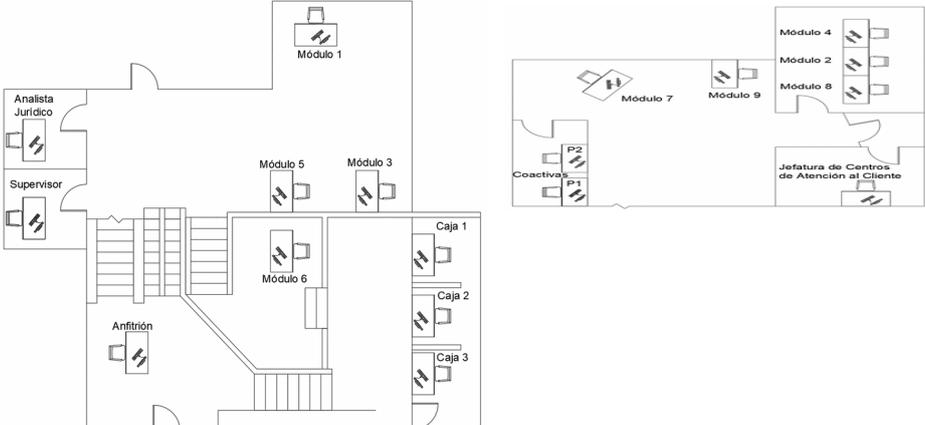 Módulo 1
Analista
Jurídico
Supervisor
Módulo 5
Módulo 3
Módulo 6
Caja 1
Caja 2
Caja 3
Anfitrión
Módulo 4
Módulo 2
Módulo 8
Módulo 7
Módulo 9
P2
Coactivas
P1
Jefatura de Centros
de Atención al Cliente